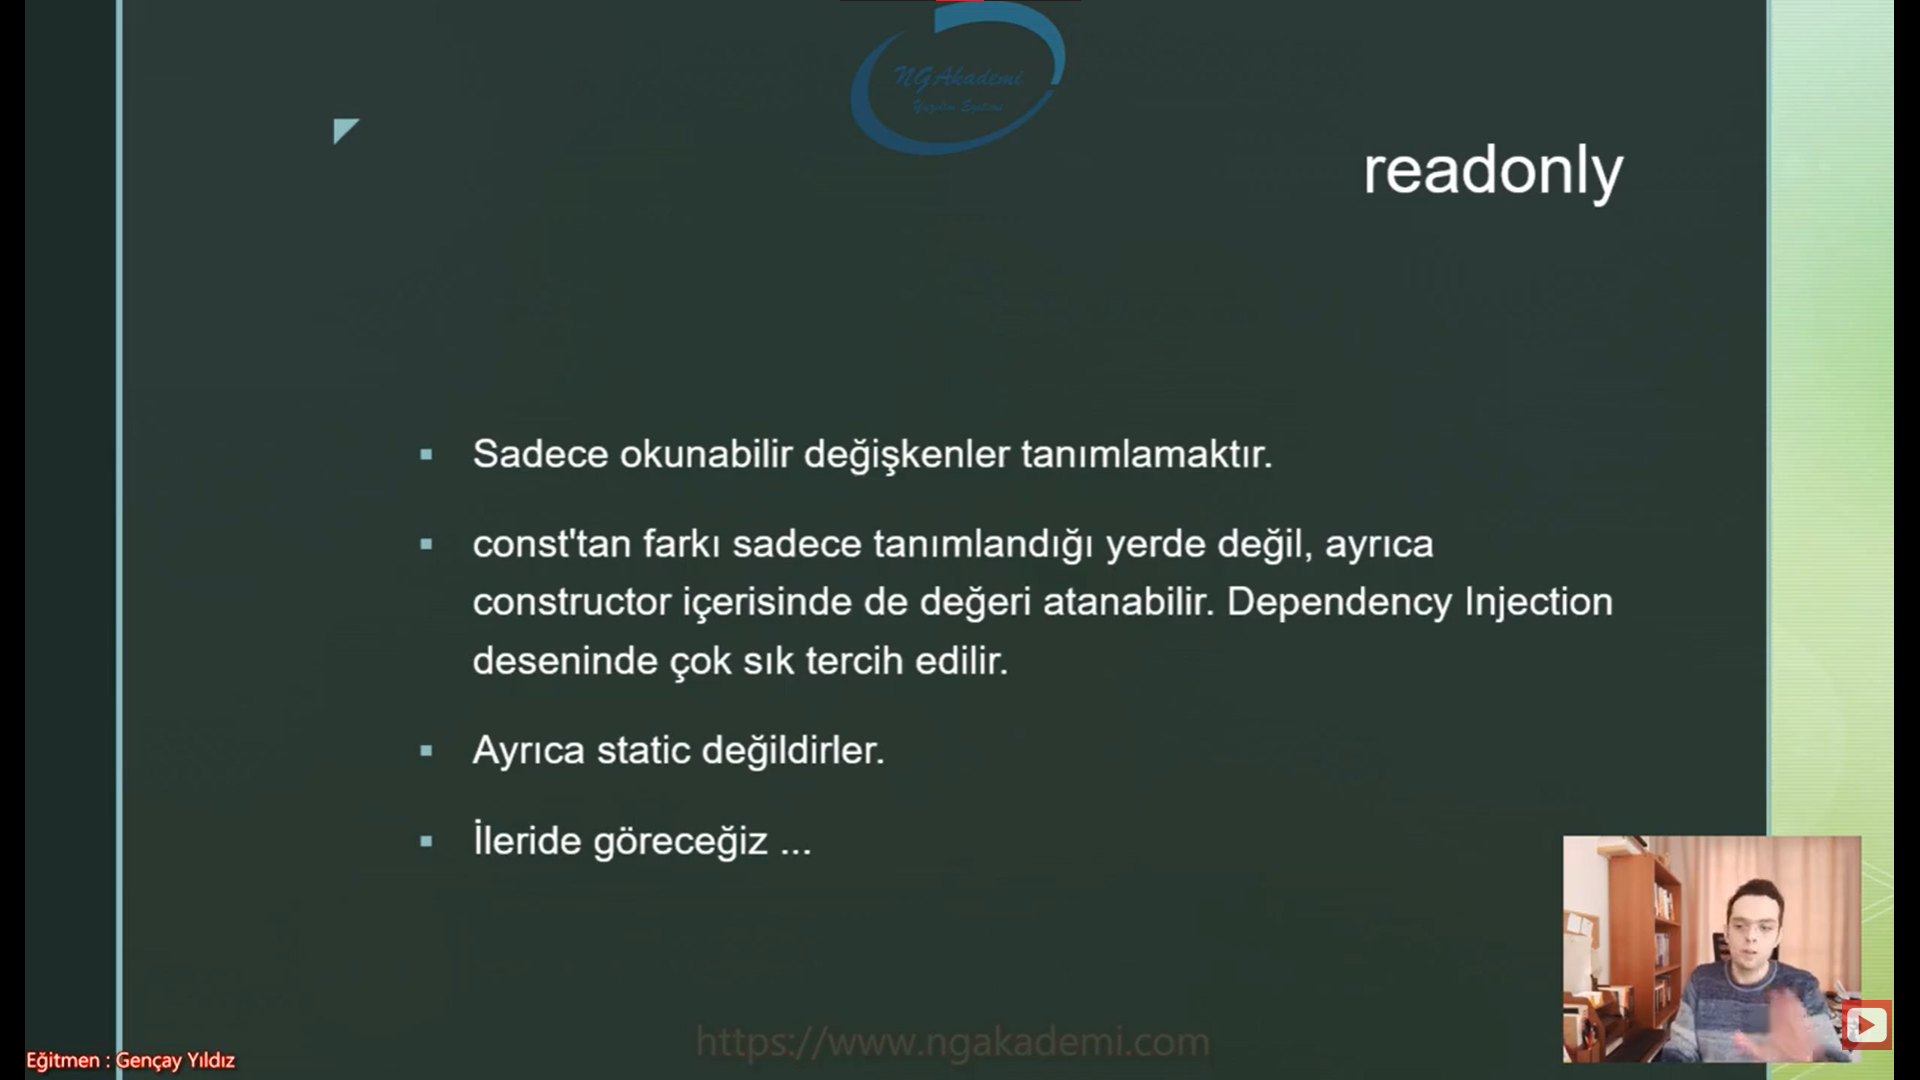 NGAkademi
Yazılım Eğitimi
readonly
Sadece okunabilir değişkenler tanımlamaktır.
const'tan farkı sadece tanımlandığı yerde değil, ayrıca
constructor içerisinde de değeri atanabilir. Dependency Injection
deseninde çok sık tercih edilir.
Ayrıca static değildirler.
İleride göreceğiz ...
https://www.ngakademi.com
Eğitmen : Gençay Yıldız